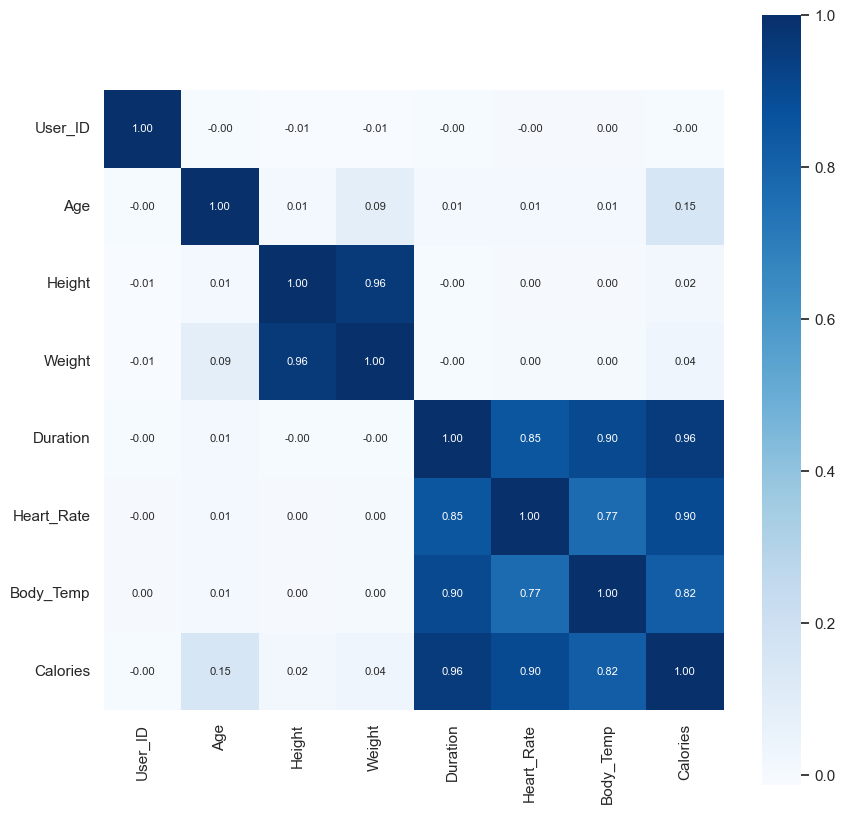 User_ID 1.00 -0.00 -0.01 -0.01 -0.00 -0.00 0.00 -0.00
Age -0.00 1.00 0.01 0.09 0.01 0.01 0.01 0.15
Height -0.01 0.01 1.00 0.96 -0.00 0.00 0.00 0.02
Weight -0.01 0.09 0.96 1.00 -0.00 0.00 0.00 0.04
Duration -0.00 0.01 -0.00 -0.00 1.00 0.85 0.90 0.96
Heart_Rate -0.00 0.01 0.00 0.00 0.85 1.00 0.77 0.90
Body_Temp 0.00 0.01 0.00 0.00 0.90 0.77 1.00 0.82
Calories -0.00 0.15 0.02 0.04 0.96 0.90 0.82 1.00
User_ID Age Height Weight Duration Heart_Rate Body_Temp Calories
1.0
0.8
0.6
0.4
0.2
0.0